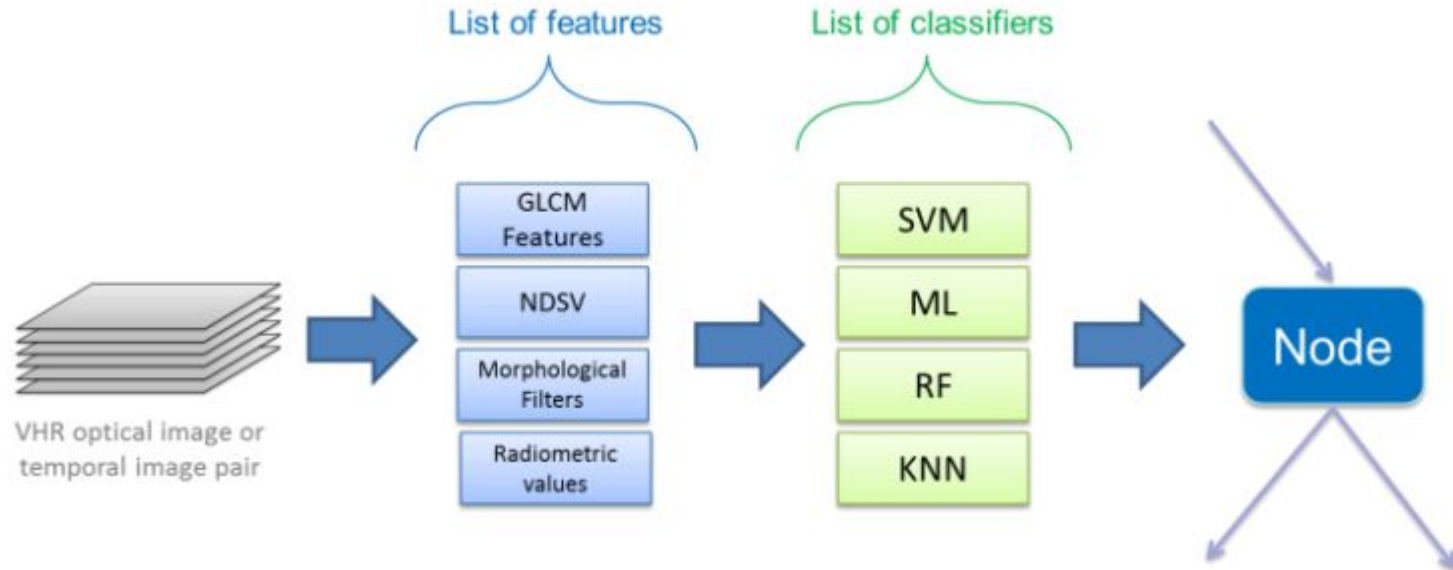 List of features
List of classifiers
GLCM
Features
NDSV
Morphological
Filters
Radiometric
values
SVM
ML
RF
KNN
Node
VHR optical image or
temporal image pair